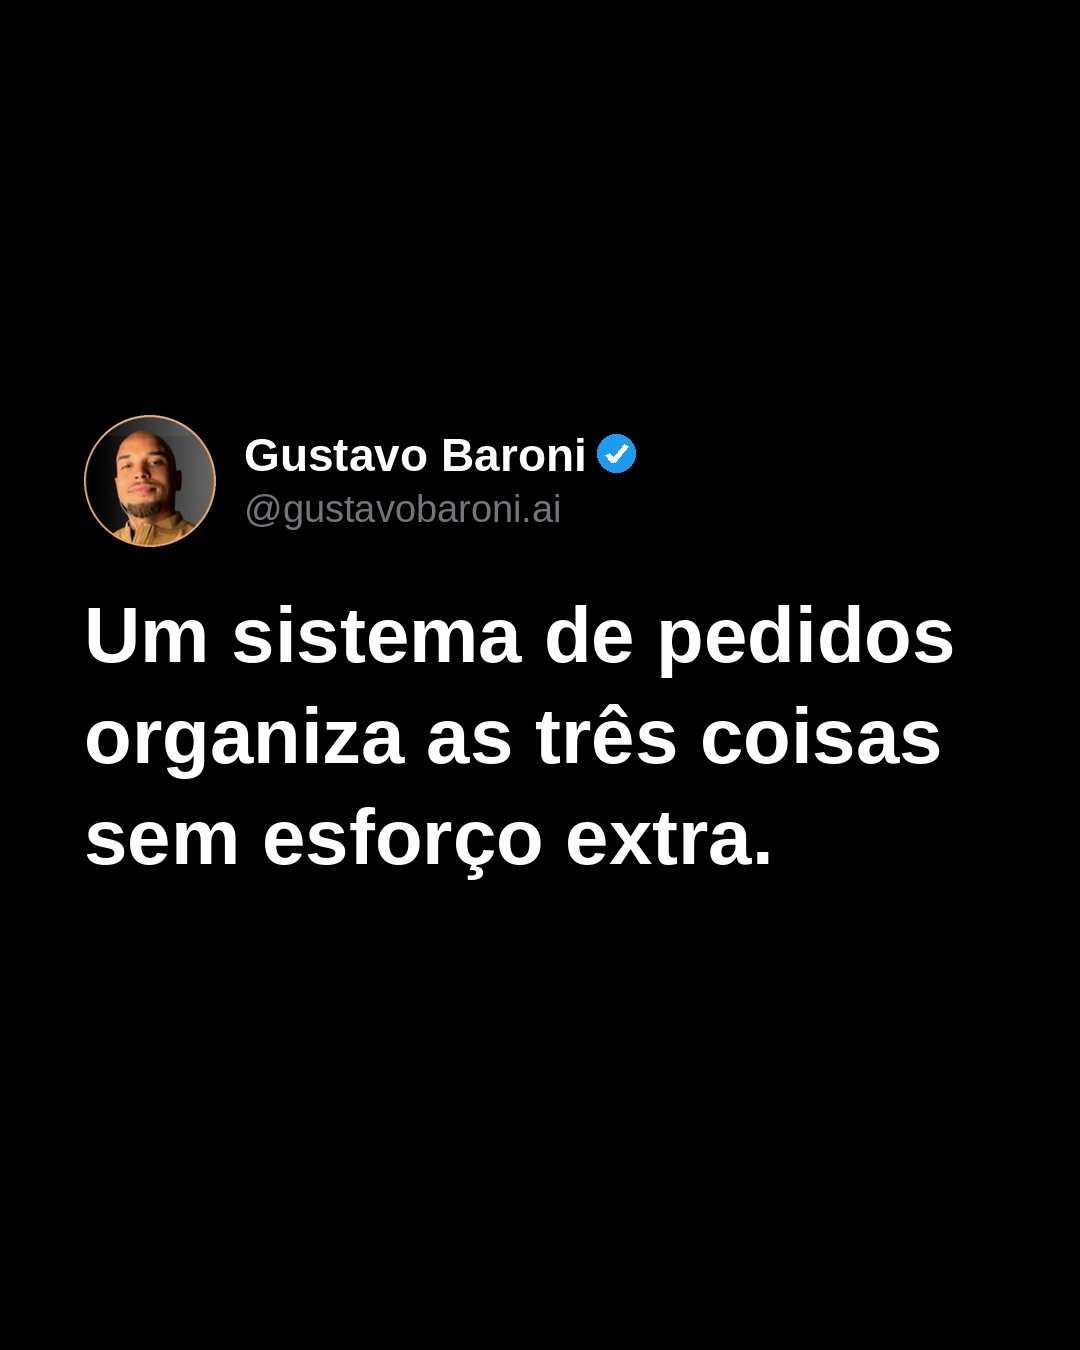 Gustavo Baroni
@gustavobaroni.ai
Um sistema de pedidos
organiza as três coisas
sem esforço extra.